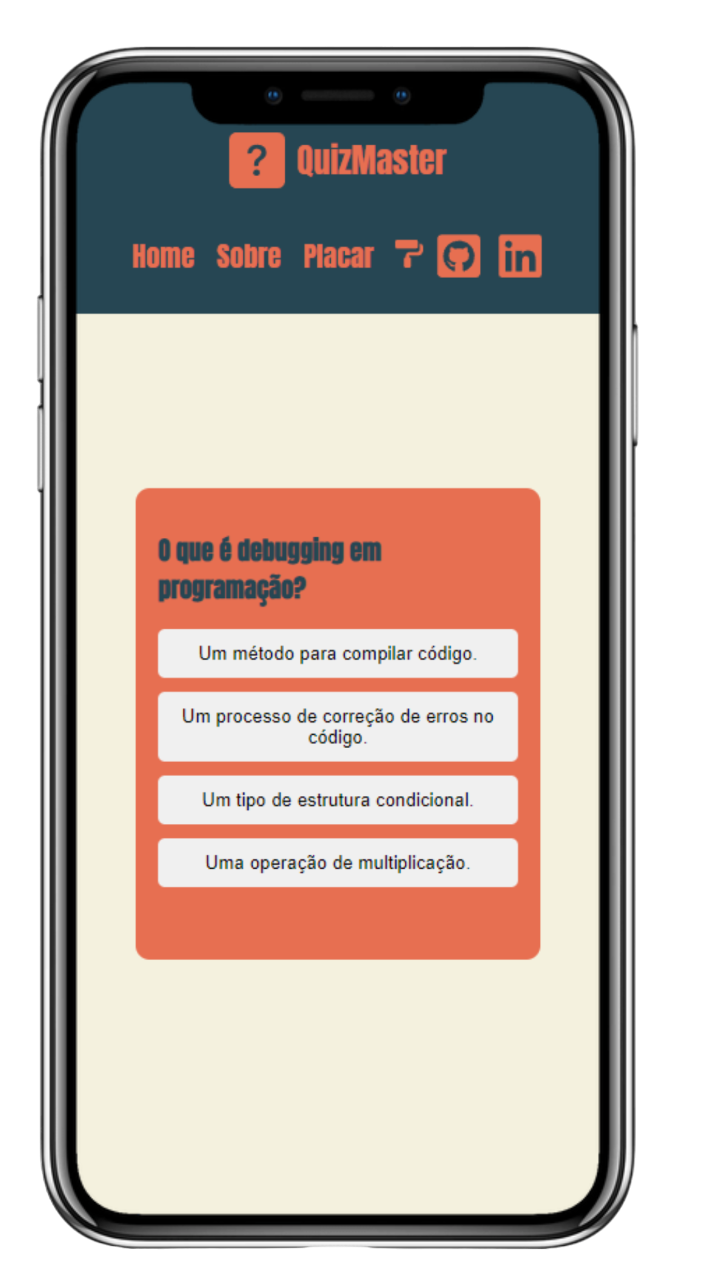 ? QuizMaster
Home Sobre Placar in
O que é debugging em
programação?
Um método para compilar código.
Um processo de correção de erros no
código.
Um tipo de estrutura condicional.
Uma operação de multiplicação.